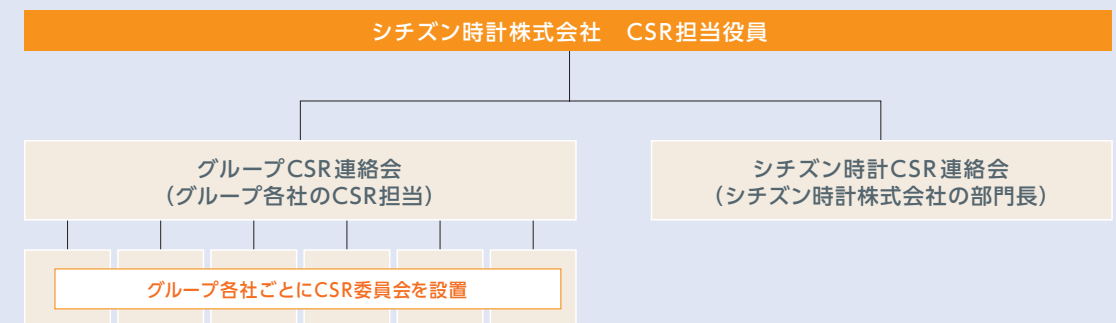 シチズン時計株式会社　CSR担当役員
グループCSR連絡会
（グループ各社のCSR担当）
シチズン時計CSR連絡会
（シチズン時計株式会社の部門長）
グループ各社ごとにCSR委員会を設置